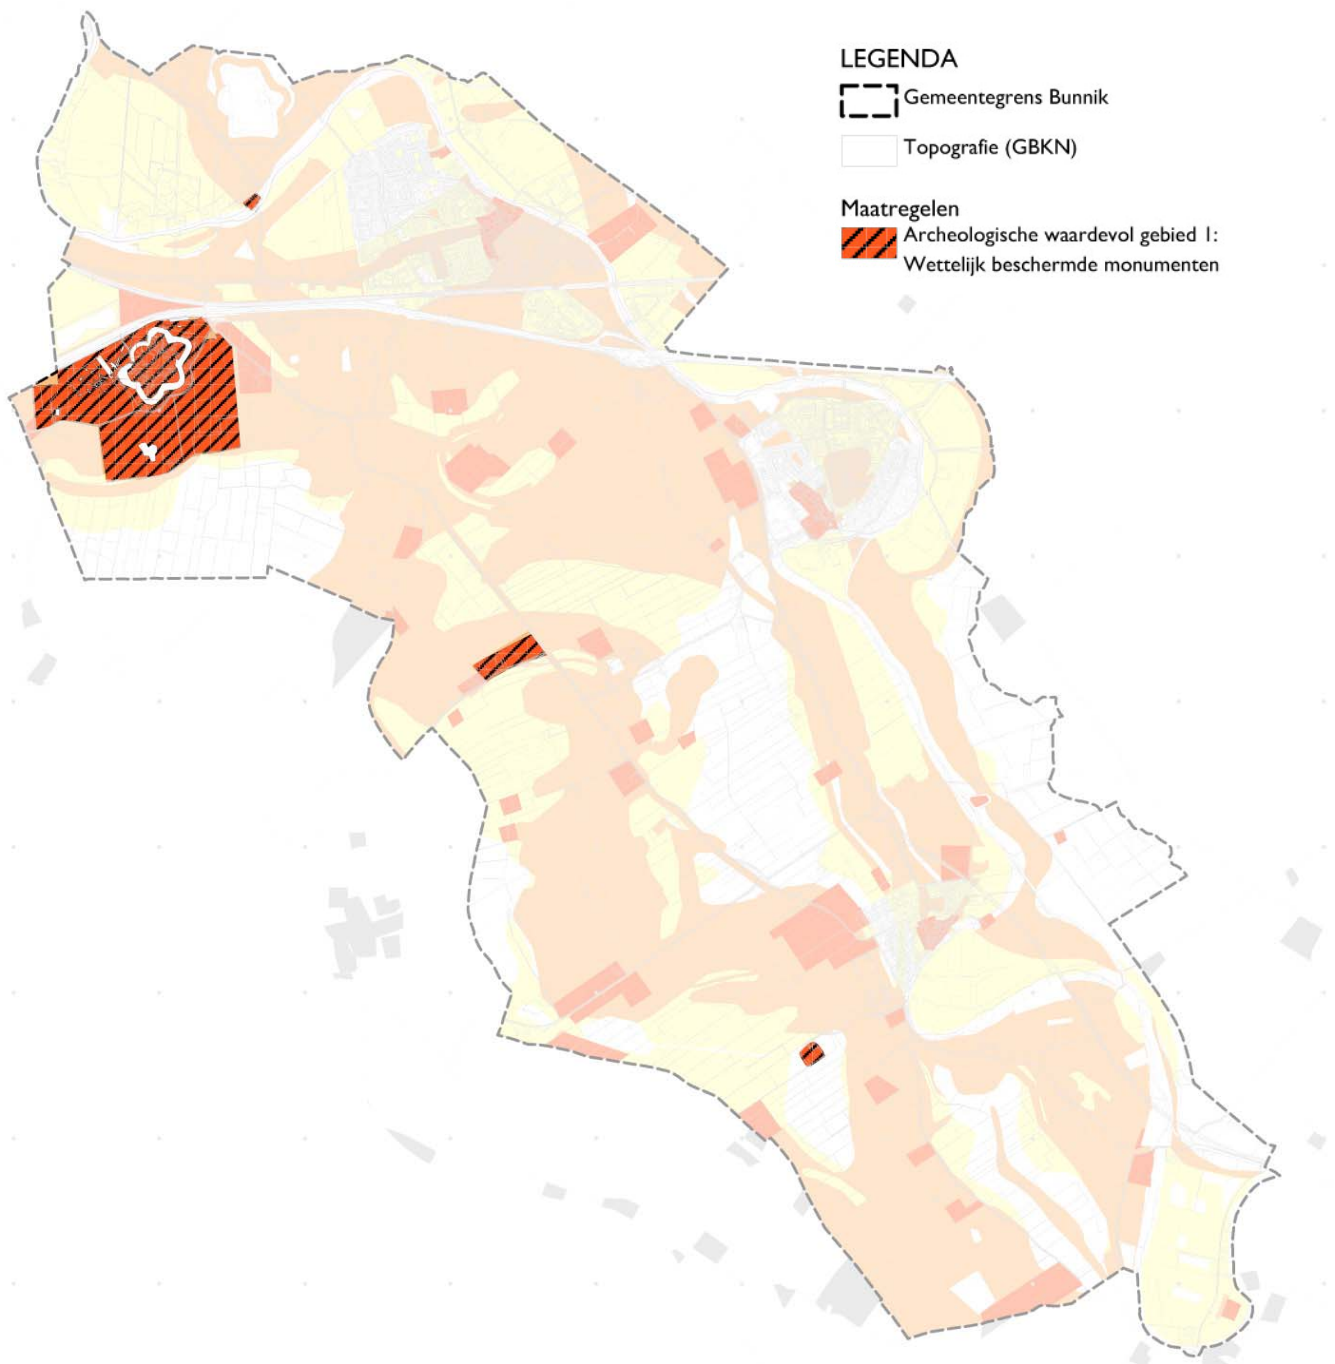 LEGENDA
Gemeentegrens Bunnik
Topografie (GBKN)
Maatregelen
Archeologische waardevol gebied 1:
Wettelijk beschermde monumenten